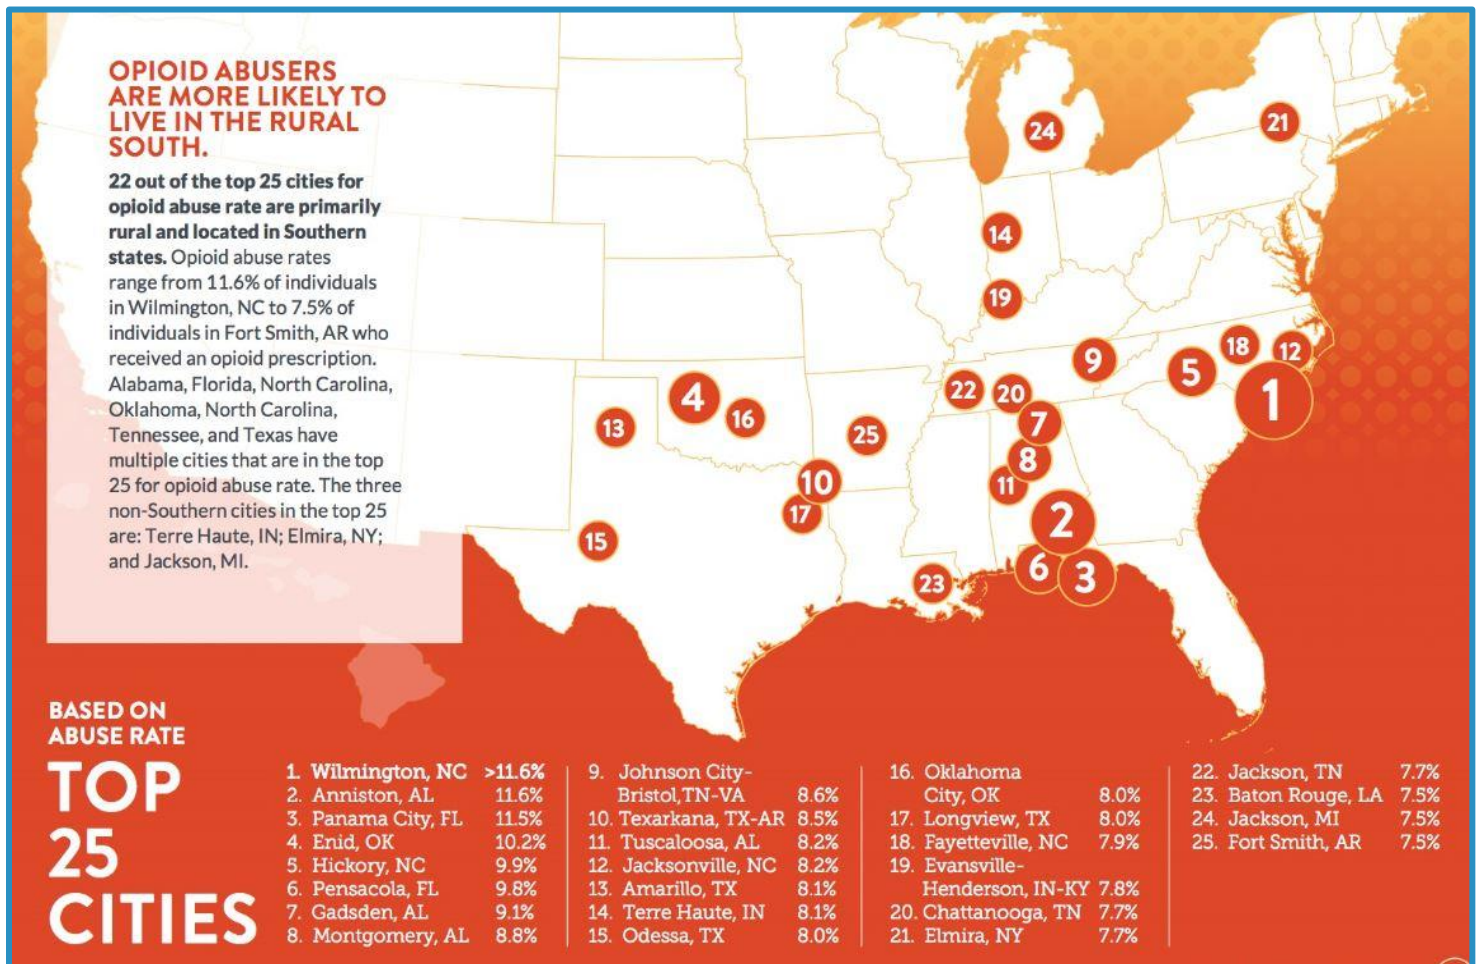 OPIOID ABUSERS
ARE MORE LIKELY TO
LIVE IN THE RURAL
SOUTH.
22 out of the top 25 cities for
opioid abuse rate are primarily
rural and located in Southern
states. Opioid abuse rates
range from 11.6% of individuals
in Wilmington, NC to 7.5% of
individuals in Fort Smith, AR who
received an opioid prescription.
Alabama, Florida, North Carolina,
Oklahoma, North Carolina,
Tennessee, and Texas have
multiple cities that are in the top
25 for opioid abuse rate. The three
non-Southern cities in the top 25
are: Terre Haute, IN; Elmira, NY;
and Jackson, MI.
24
21
14
19
18
12
9
5
1
22
20
4
16
13
25
7
8
10
11
17
2
15
6
3
23
BASED ON
ABUSE RATE
TOP
25
CITIES
1. Wilmington, NC >11.6%
2. Anniston, AL 11.6%
3. Panama City, FL 11.5%
4. Enid, OK 10.2%
5. Hickory, NC 9.9%
6. Pensacola, FL 9.8%
7. Gadsden, AL 9.1%
8. Montgomery, AL 8.8%
9. Johnson City-
Bristol,TN-VA 8.6%
10. Texarkana, TX-AR 8.5%
11. Tuscaloosa, AL 8.2%
12. Jacksonville, NC 8.2%
13. Amarillo, TX 8.1%
14. Terre Haute, IN 8.1%
15. Odessa, TX 8.0%
16. Oklahoma
City, OK 8.0%
17. Longview, TX 8.0%
18. Fayetteville, NC 7.9%
19. Evansville-
Henderson, IN-KY 7.8%
20. Chattanooga, TN 7.7%
21. Elmira, NY 7.7%
22. Jackson, TN 7.7%
23. Baton Rouge, LA 7.5%
24. Jackson, MI 7.5%
25. Fort Smith, AR 7.5%